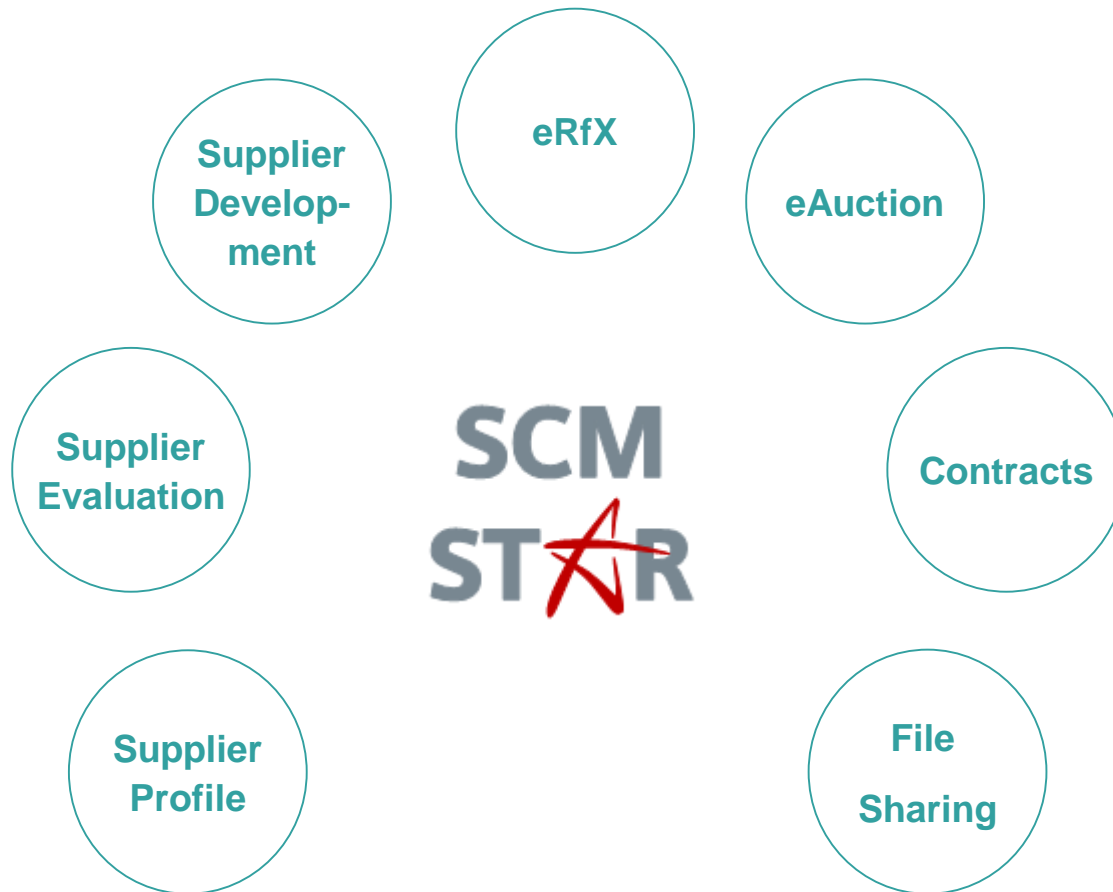 eRfX
Supplier
Develop-
ment
eAuction
Supplier
Evaluation
SCM
STAR
Contracts
Supplier
Profile
File
Sharing